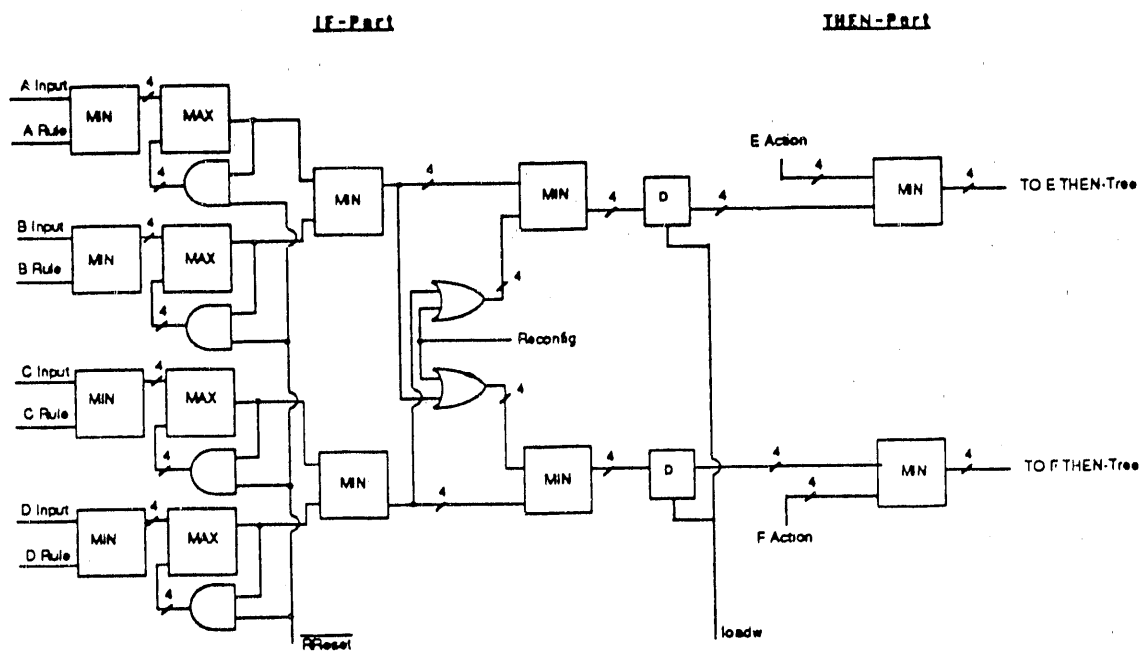 IF-Part
THEN-Part
A Input
4
MIN
MAX
A Rule
4
E Action
4
4
MIN
4
MIN
4
TO E THEN-Tree
MIN
4
D
4
B Input
4
MIN
MAX
B Rule
4
4
Reconfig
C Input
4
4
MIN
MAX
C Rule
4
4
4
MIN
4
TO F THEN-Tree
MIN
4
MIN
D
4
D Input
4
MIN
MAX
F Action
D Rule
4
RReset
loadw